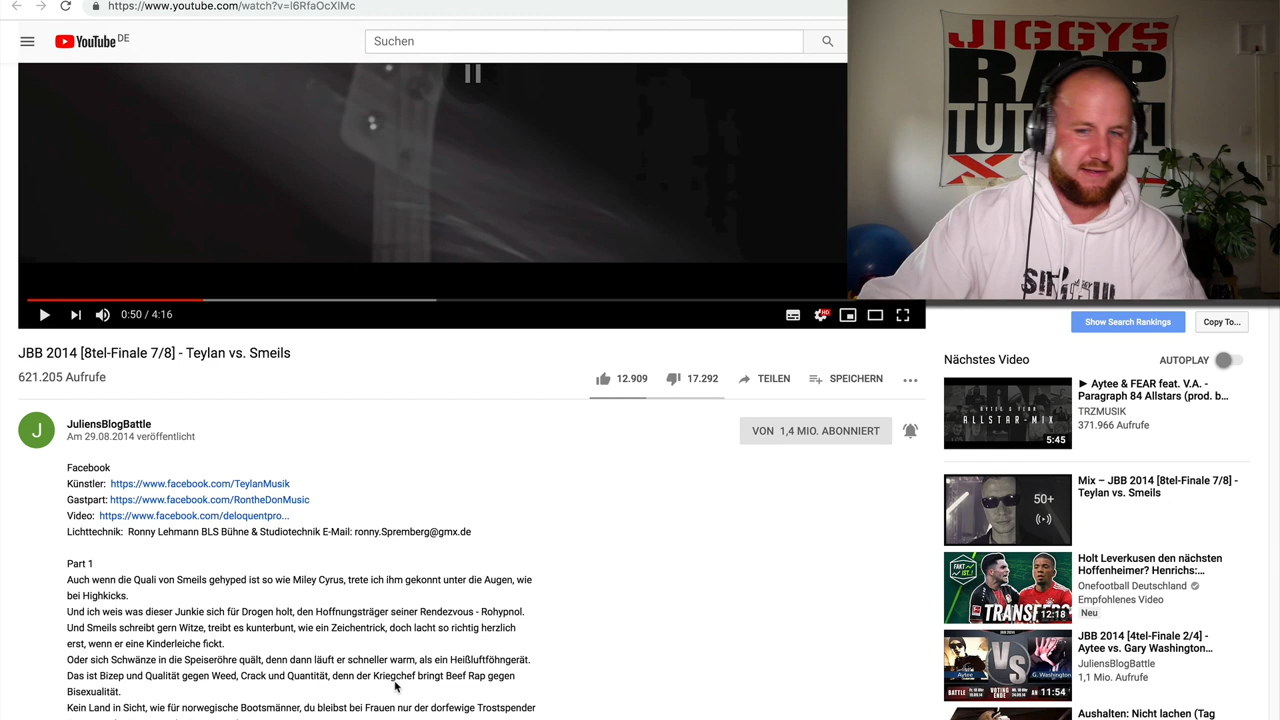 https://www.youtube.com/watch?v=I6RfaOcXlMc
YouTube DE
Suchen
JIGGYS
RAP
TUT
0:50 / 4:16
HD
JBB 2014 [8tel-Finale 7/8] - Teylan vs. Smeils
621.205 Aufrufe
12.909
17.292
TEILEN
SPEICHERN
J
JuliensBlogBattle
Am 29.08.2014 veröffentlicht
VON 1,4 MIO. ABONNIERT
Facebook
Künstler: https://www.facebook.com/TeylanMusik
Gastpart: https://www.facebook.com/RontheDonMusic
Video: https://www.facebook.com/deloquentpro...
Lichttechnik: Ronny Lehmann BLS Bühne & Studiotechnik E-Mail: ronny.Spremberg@gmx.de
Part 1
Auch wenn die Quali von Smeils gehyped ist so wie Miley Cyrus, trete ich ihm gekonnt unter die Augen, wie
bei Highkicks.
Und ich weis was dieser Junkie sich für Drogen holt, den Hoffnungsträger seiner Rendezvous - Rohypnol.
Und Smeils schreibt gern Witze, treibt es kunterbunt, wie ein Zeichentrick, doch lacht so richtig herzlich
erst, wenn er eine Kinderleiche fickt.
Oder sich Schwänze in die Speiseröhre quält, denn dann läuft er schneller warm, als ein Heißluftföhngerät.
Das ist Bizep und Qualität gegen Weed, Crack und Quantität, denn der Kriegchef bringt Beef Rap gegen
Bisexualität.
Kein Land in Sicht, wie für norwegische Bootsmänner, du bleibst bei Frauen nur der dorfewige Trostspender
Show Search Rankings
Copy To...
Nächstes Video
AUTOPLAY
AYTEE & FEAR
ALLSTAR-MIX
5:45
► Aytee & FEAR feat. V.A. -
Paragraph 84 Allstars (prod. b...
TRZMUSIK
371.966 Aufrufe
50+
Mix – JBB 2014 [8tel-Finale 7/8] -
Teylan vs. Smeils
FAKT
IST!
TRANSFERS
12:18
Holt Leverkusen den nächsten
Hoffenheimer? Henrichs:...
Onefootball Deutschland
Empfohlenes Video
Neu
Aytee
VS
G. Washington
BATTLE
VOTING
ENDE
11:54
JBB 2014 [4tel-Finale 2/4] -
Aytee vs. Gary Washington...
JuliensBlogBattle
1,1 Mio. Aufrufe
Aushalten: Nicht lachen (Tag